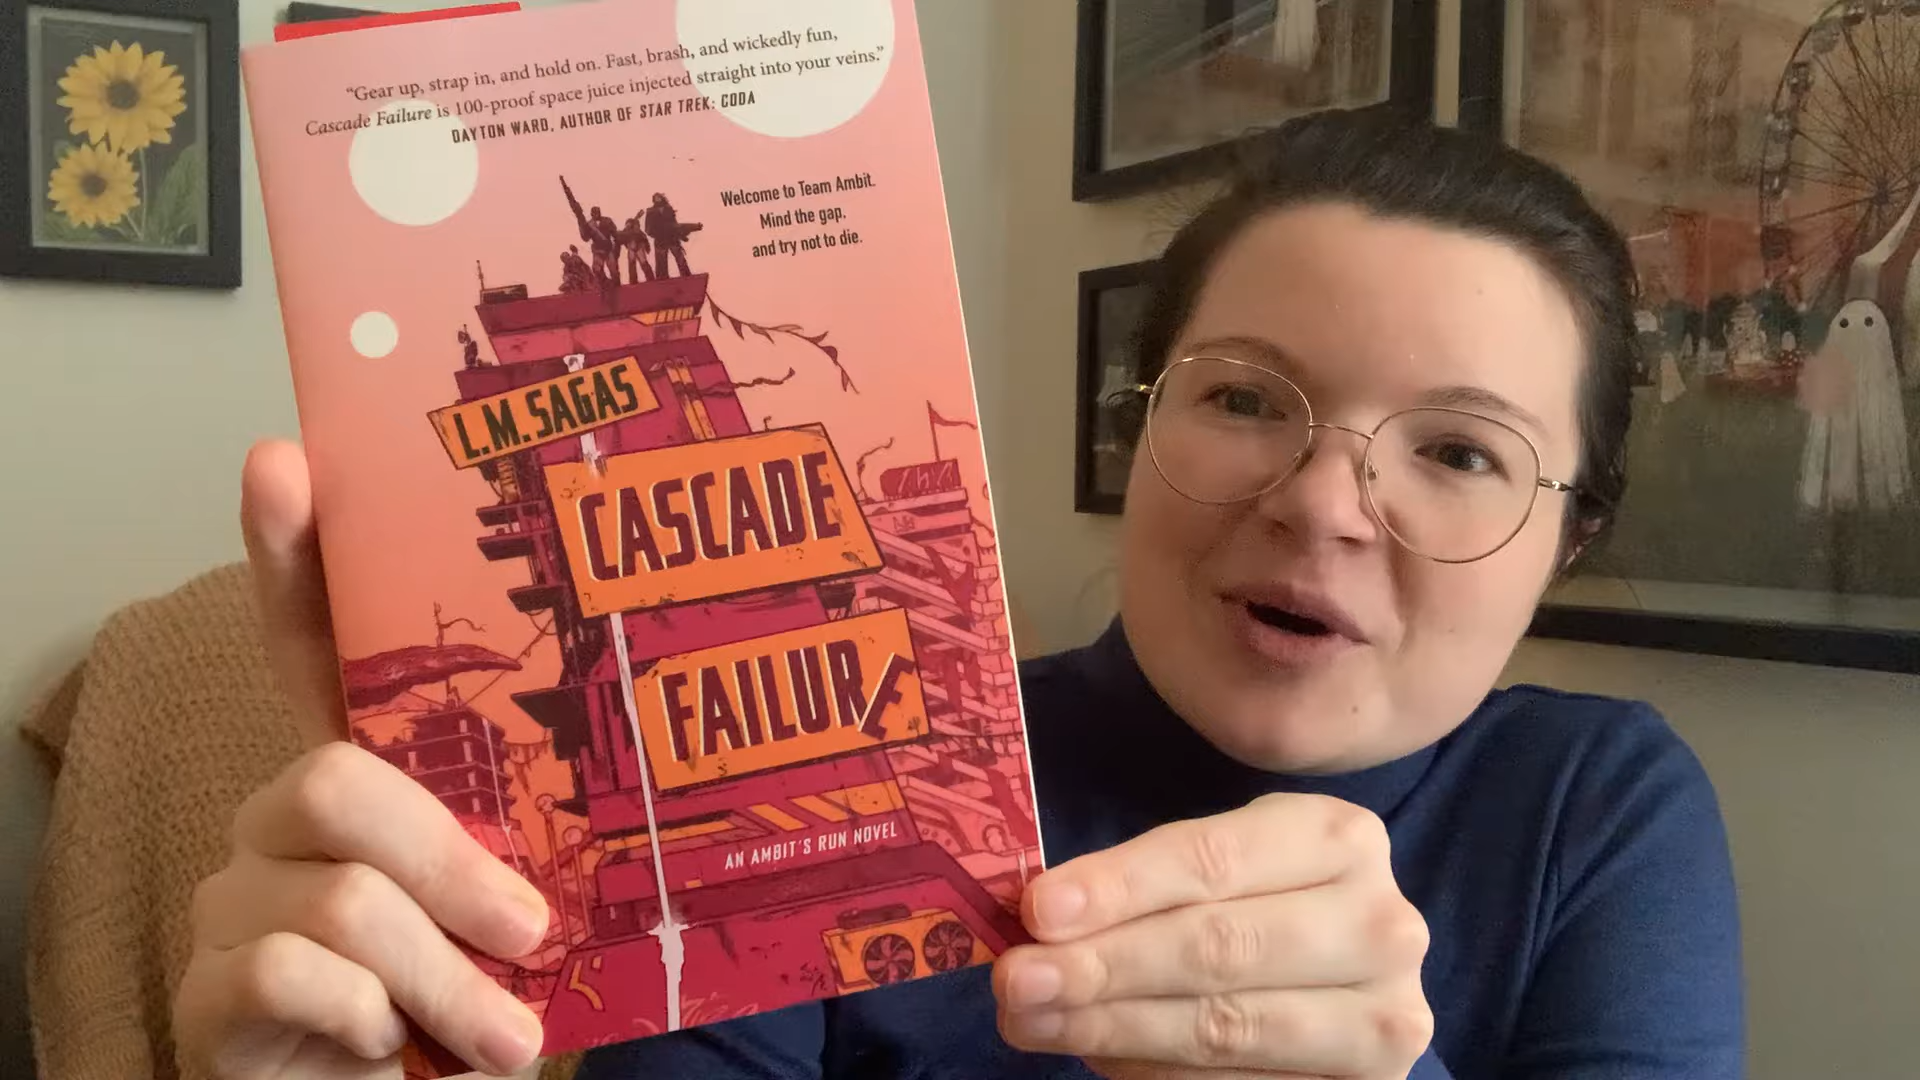 “Gear up, strap in, and hold on. Fast, brash, and wickedly fun,
Cascade Failure is 100-proof space juice injected straight into your veins.”
DAYTON WARD, AUTHOR OF STAR TREK: CODA
Welcome to Team Ambit.
Mind the gap,
and try not to die.
L.M. SAGAS
CASCADE
FAILURE
AN AMBIT'S RUN NOVEL